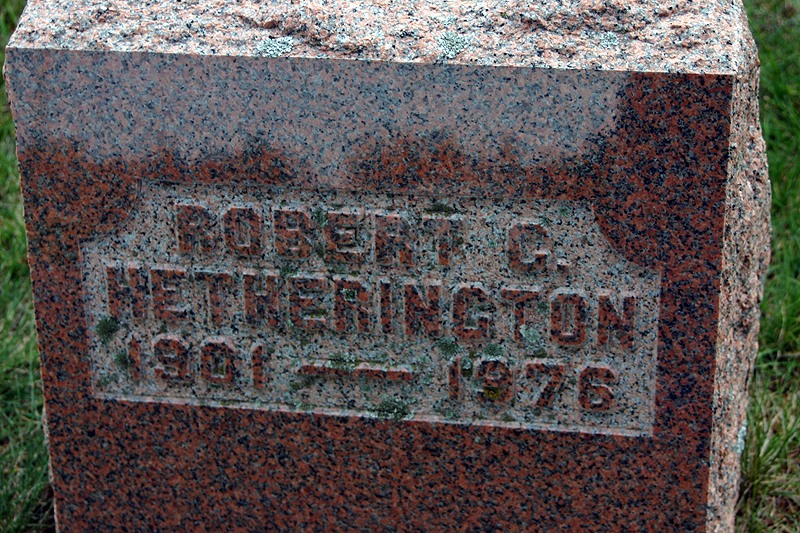 ROBERT C.
HETHERINGTON
1901 — 1976